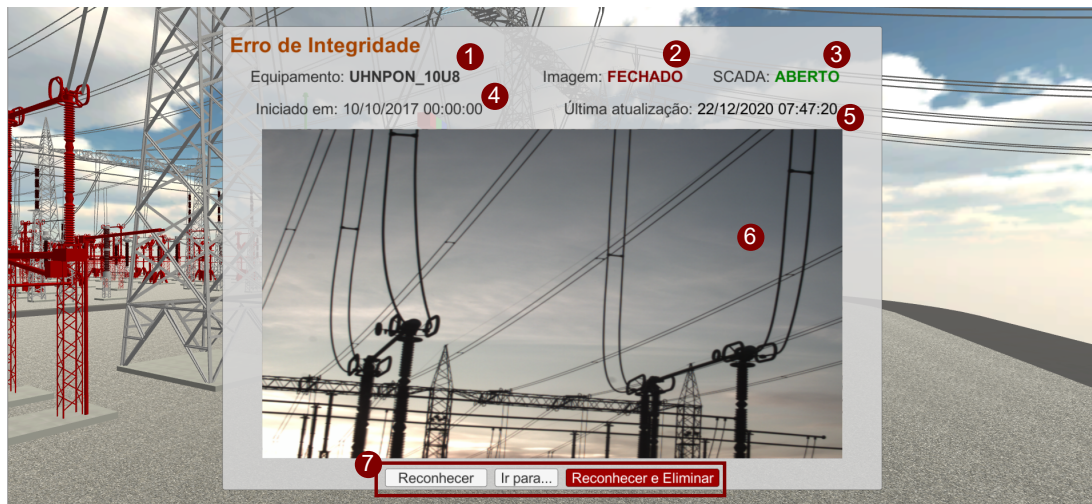 Erro de Integridade
1 2 3
Equipamento: UHNPON_10U8 Imagem: FECHADO SCADA: ABERTO
4
Iniciado em: 10/10/2017 00:00:00 Última atualização: 22/12/2020 07:47:20
5
6
7
Reconhecer Ir para... Reconhecer e Eliminar